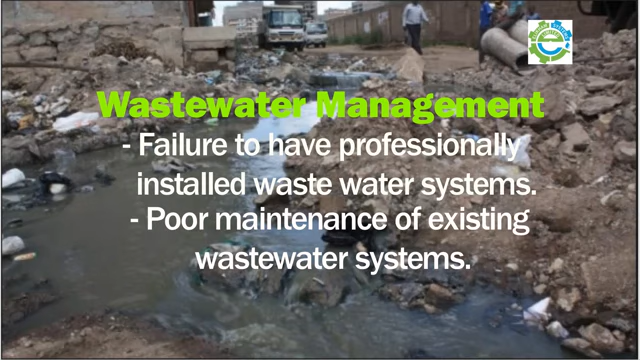 Wastewater Management
- Failure to have professionally
installed waste water systems.
- Poor maintenance of existing
wastewater systems.
e